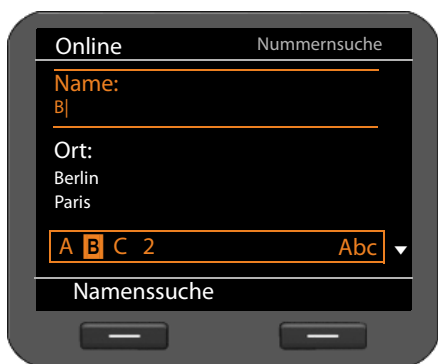 Online Nummernsuche
Name:
B|
Ort:
Berlin
Paris
A B C 2 Abc
Namenssuche